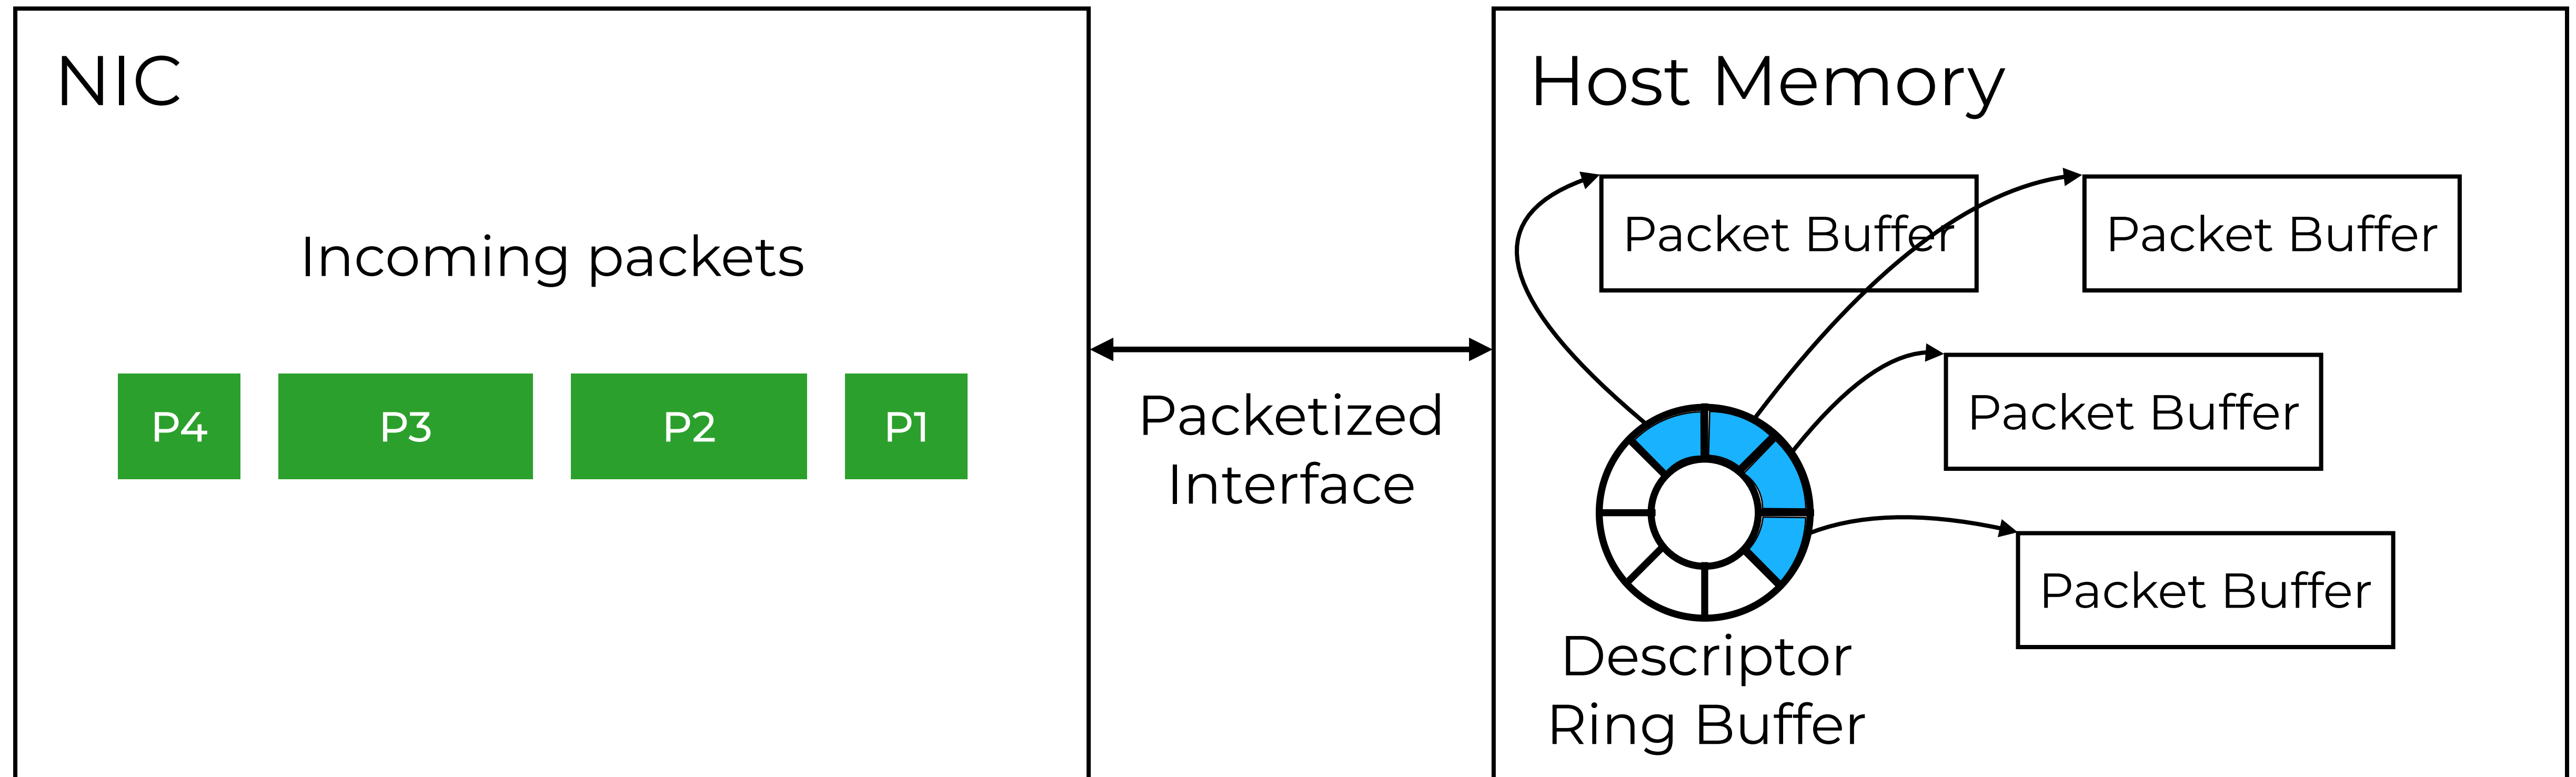 NIC
Incoming packets
P4
P3
P2
P1
Packetized
Interface
Host Memory
Packet Buffer
Packet Buffer
Packet Buffer
Packet Buffer
Descriptor
Ring Buffer